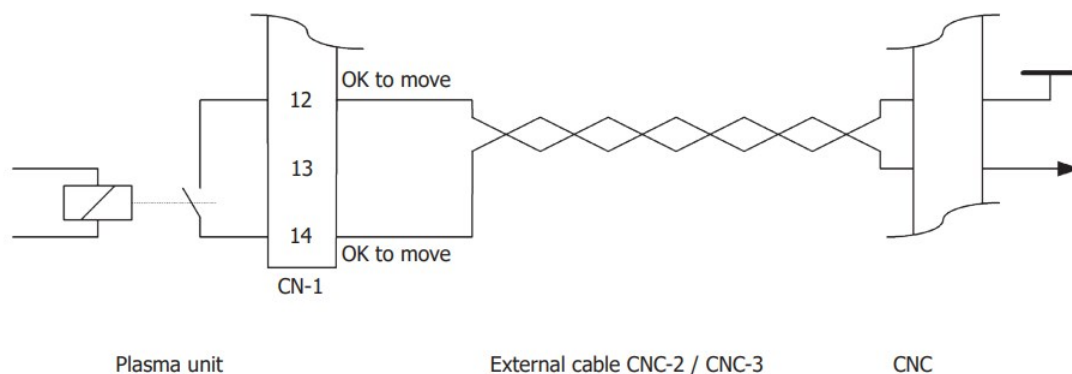 OK to move
12
13
14
OK to move
CN-1
Plasma unit
External cable CNC-2 / CNC-3
CNC